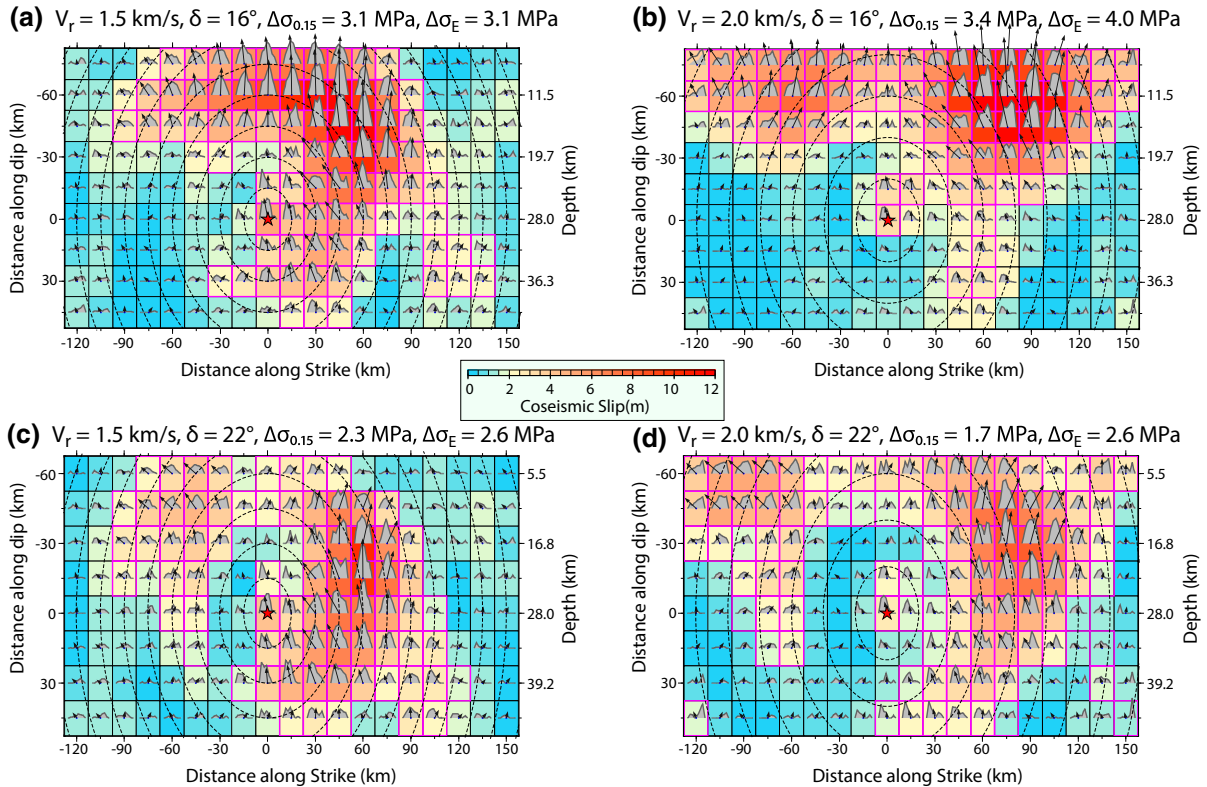 (a) V_r = 1.5 km/s, δ = 16°, Δσ_0.15 = 3.1 MPa, Δσ_E = 3.1 MPa
Distance along dip (km)
-60
-30
0
30
11.5
19.7
28.0
36.3
Depth (km)
-120 -90 -60 -30 0 30 60 90 120 150
Distance along Strike (km)
(b) V_r = 2.0 km/s, δ = 16°, Δσ_0.15 = 3.4 MPa, Δσ_E = 4.0 MPa
Distance along dip (km)
-60
-30
0
30
11.5
19.7
28.0
36.3
Depth (km)
-120 -90 -60 -30 0 30 60 90 120 150
Distance along Strike (km)
0 2 4 6 8 10 12
Coseismic Slip(m)
(c) V_r = 1.5 km/s, δ = 22°, Δσ_0.15 = 2.3 MPa, Δσ_E = 2.6 MPa
Distance along dip (km)
-60
-30
0
30
5.5
16.8
28.0
39.2
Depth (km)
-120 -90 -60 -30 0 30 60 90 120 150
Distance along Strike (km)
(d) V_r = 2.0 km/s, δ = 22°, Δσ_0.15 = 1.7 MPa, Δσ_E = 2.6 MPa
Distance along dip (km)
-60
-30
0
30
5.5
16.8
28.0
39.2
Depth (km)
-120 -90 -60 -30 0 30 60 90 120 150
Distance along Strike (km)